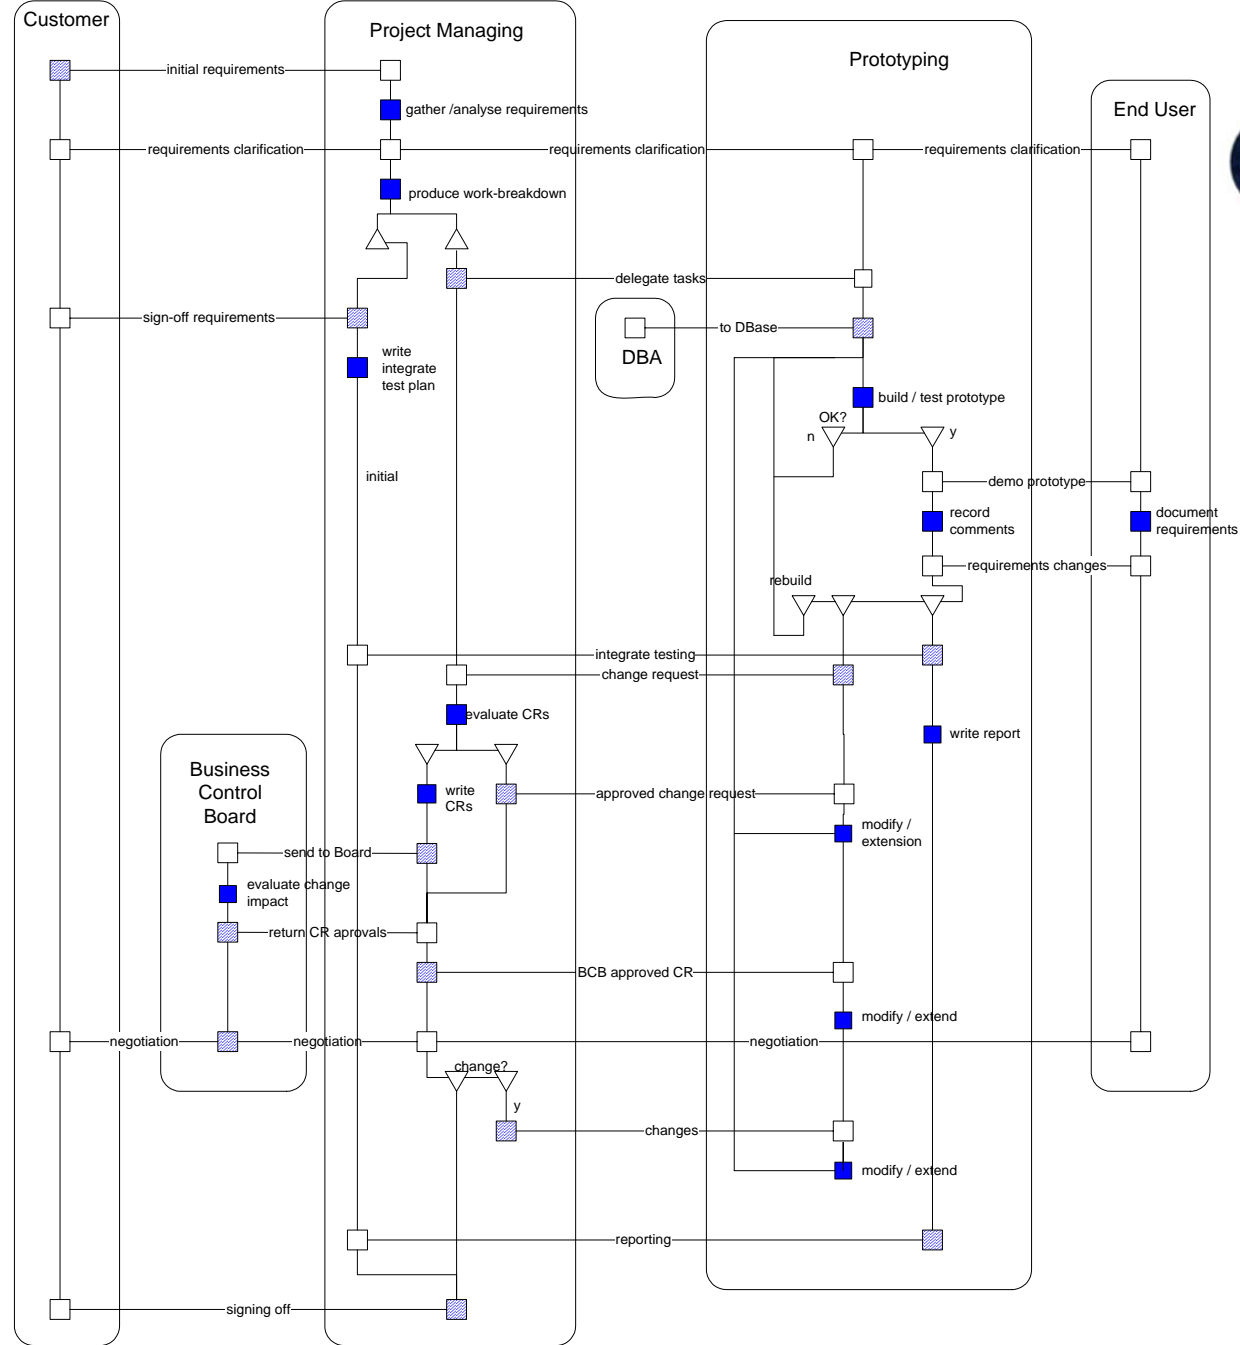 Customer
Project Managing
Prototyping
End User
initial requirements
gather /analyse requirements
requirements clarification
requirements clarification
requirements clarification
produce work-breakdown
delegate tasks
sign-off requirements
to DBase
DBA
write
integrate
test plan
build / test prototype
OK?
n
y
initial
demo prototype
record
comments
document
requirements
requirements changes
rebuild
integrate testing
change request
evaluate CRs
write report
Business
Control
Board
write
CRs
approved change request
modify /
extension
send to Board
evaluate change
impact
return CR aprovals
BCB approved CR
modify / extend
negotiation
negotiation
negotiation
change?
y
changes
modify / extend
reporting
signing off